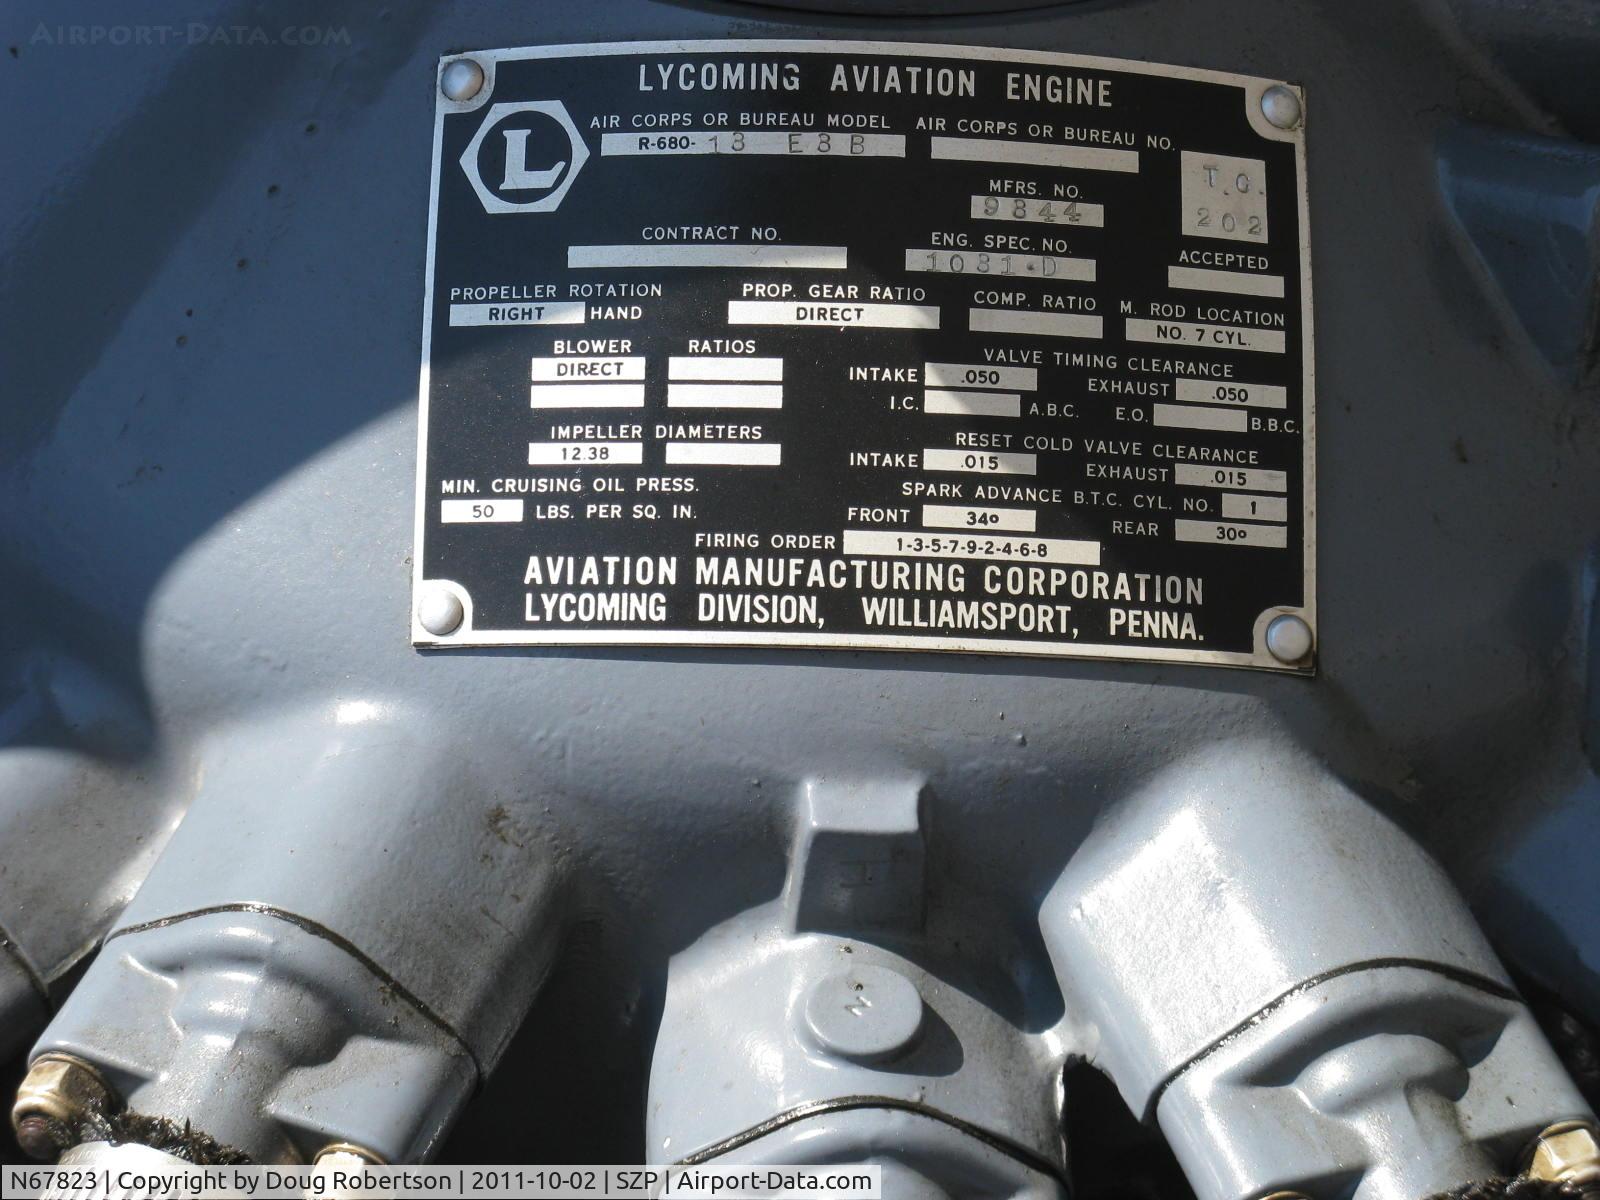 AIRPORT-DATA.COM
LYCOMING AVIATION ENGINE
L
AIR CORPS OR BUREAU MODEL
R-680- 13 E3B
AIR CORPS OR BUREAU NO.
T.C.
202
MFRS. NO.
9844
CONTRACT NO.
ENG. SPEC. NO.
1081-D
ACCEPTED
PROPELLER ROTATION
RIGHT HAND
PROP. GEAR RATIO
DIRECT
COMP. RATIO
M. ROD LOCATION
NO. 7 CYL.
BLOWER RATIOS
DIRECT
VALVE TIMING CLEARANCE
INTAKE .050 EXHAUST .050
I.C. A.B.C. E.O. B.B.C.
IMPELLER DIAMETERS
12.38
RESET COLD VALVE CLEARANCE
INTAKE .015 EXHAUST .015
MIN. CRUISING OIL PRESS.
50 LBS. PER SQ. IN.
SPARK ADVANCE B.T.C. CYL. NO. 1
FRONT 34° REAR 30°
FIRING ORDER 1-3-5-7-9-2-4-6-8
AVIATION MANUFACTURING CORPORATION
LYCOMING DIVISION, WILLIAMSPORT, PENNA.
N67823 | Copyright by Doug Robertson | 2011-10-02 | SZP | Airport-Data.com